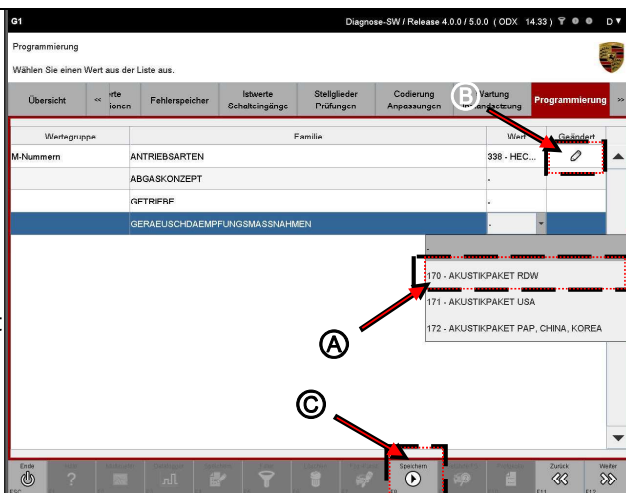 G1 Diagnose-SW / Release 4.0.0 / 5.0.0 ( ODX 14.33 ) D
Programmierung
Wählen Sie einen Wert aus der Liste aus.
B
Übersicht Fehlerspeicher Istwerte Schalteingänge Stellglieder Prüfungen Codierung Anpassungen Programmierung
Wertegruppe Familie Wert Geändert
M-Nummern ANTRIEBSARTEN 338 - HEC...
ABGASKONZEPT -
GETRIEBE -
GERAEUSCHDAEMPFUNGSMASSNAHMEN -
-
170 - AKUSTIKPAKET RDW
171 - AKUSTIKPAKET USA
172 - AKUSTIKPAKET PAP, CHINA, KOREA
A
C
Ende Speichern Zurück Weiter
ESC F8 F11 F12